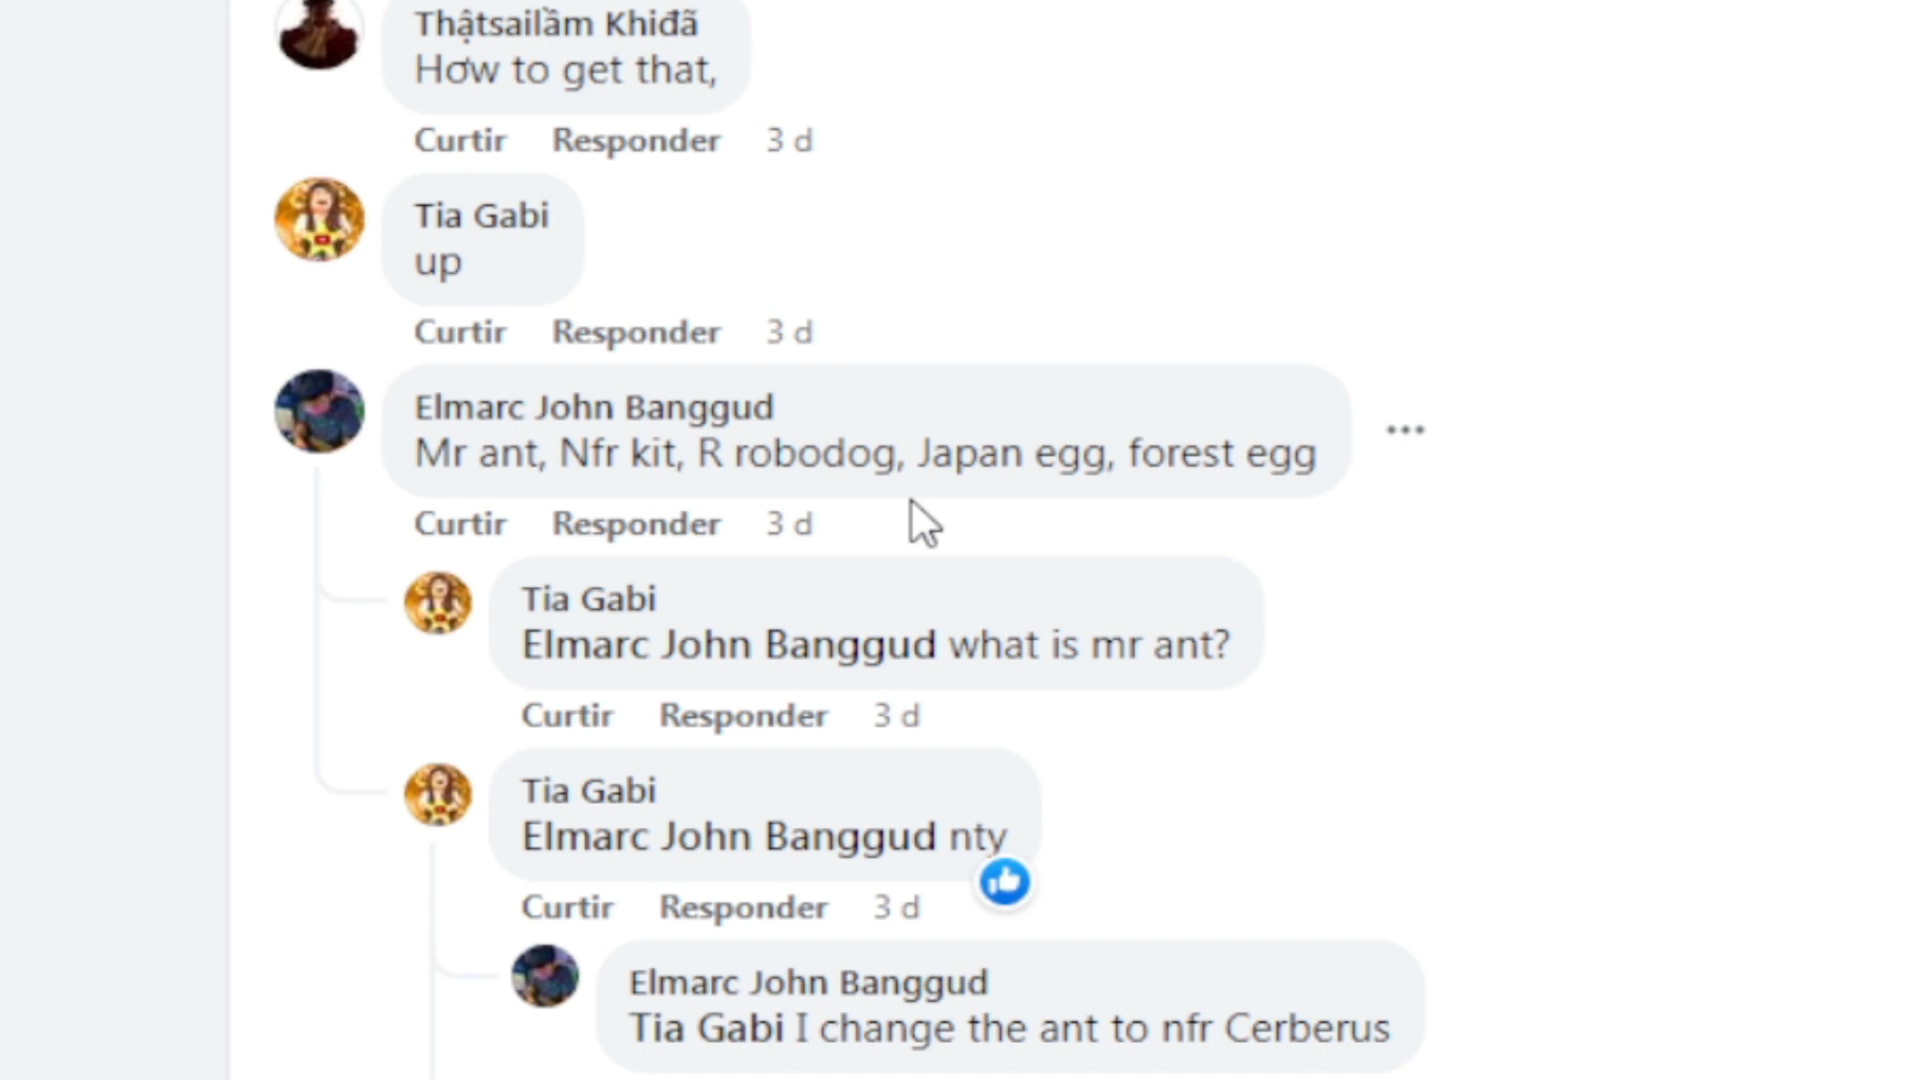 Thậtsailầm Khiđã
Hơw to get that,
Curtir Responder 3 d
Tia Gabi
up
Curtir Responder 3 d
Elmarc John Banggud
Mr ant, Nfr kit, R robodog, Japan egg, forest egg
Curtir Responder 3 d
Tia Gabi
Elmarc John Banggud what is mr ant?
Curtir Responder 3 d
Tia Gabi
Elmarc John Banggud nty
Curtir Responder 3 d
Elmarc John Banggud
Tia Gabi I change the ant to nfr Cerberus